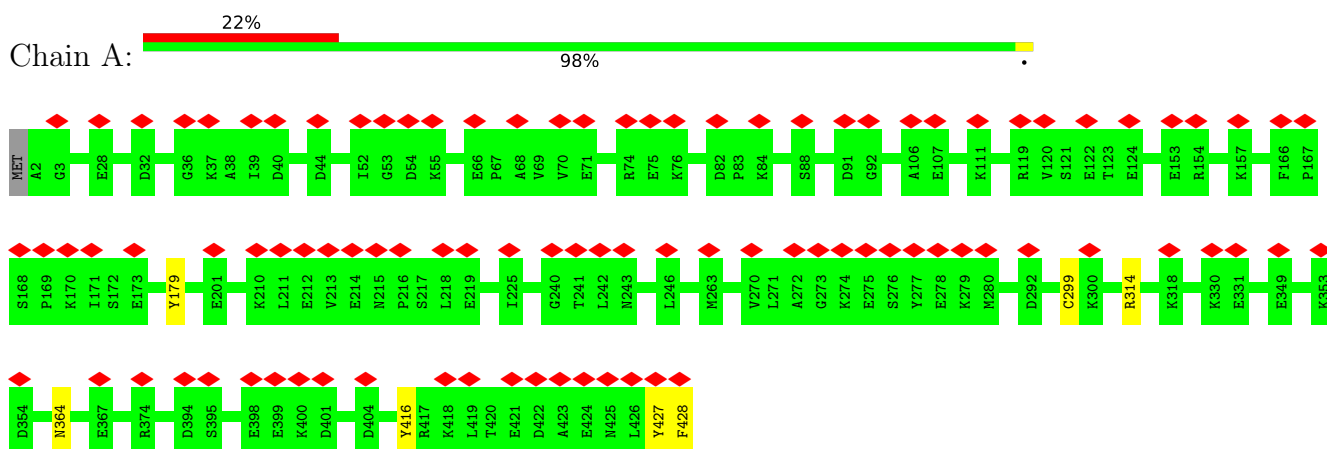 22%
Chain A:
98%
•
MET A2 G3 E28 D32 G36 K37 A38 I39 D40 D44 I52 G53 D54 K55 E66 P67 A68 V69 V70 E71 R74 E75 K76 D82 P83 K84 S88 D91 G92 A106 E107 K111 R119 V120 S121 E122 T123 E124 E153 R154 K157 F166 P167
S168 P169 K170 I171 S172 E173 Y179 E201 K210 L211 E212 V213 E214 N215 P216 S217 L218 E219 I225 G240 T241 L242 N243 L246 M263 V270 L271 A272 G273 K274 E275 S276 Y277 E278 K279 M280 D292 C299 K300 R314 K318 K330 E331 E349 K353
D354 N364 E367 R374 D394 S395 E398 E399 K400 D401 D404 Y416 R417 K418 L419 T420 E421 D422 A423 E424 N425 L426 Y427 F428